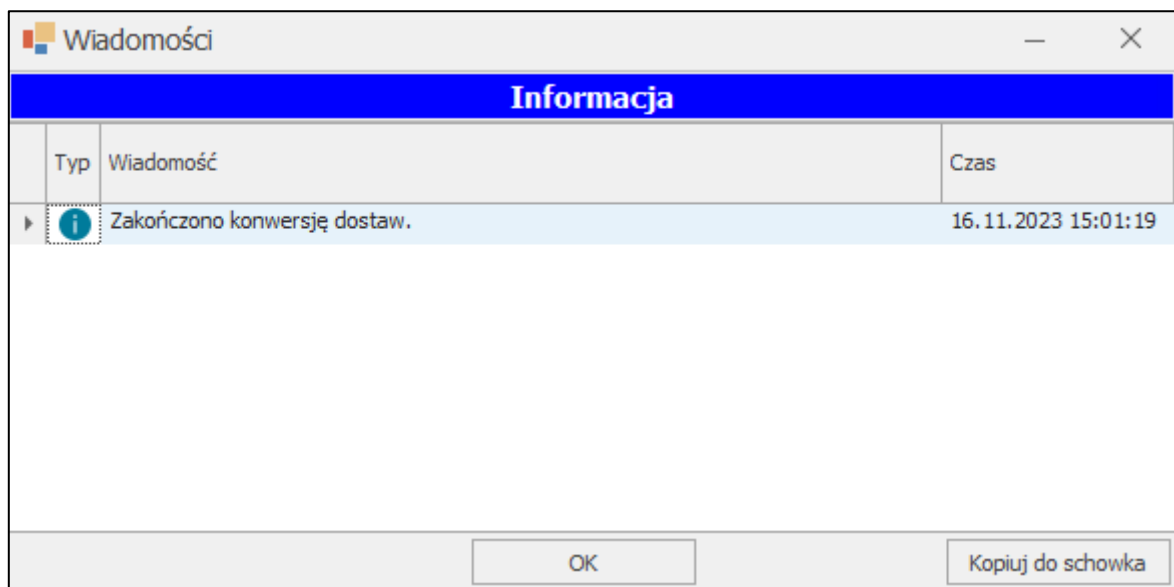 Wiadomości
Informacja
Typ Wiadomość Czas
Zakończono konwersję dostaw. 16.11.2023 15:01:19
OK Kopiuj do schowka